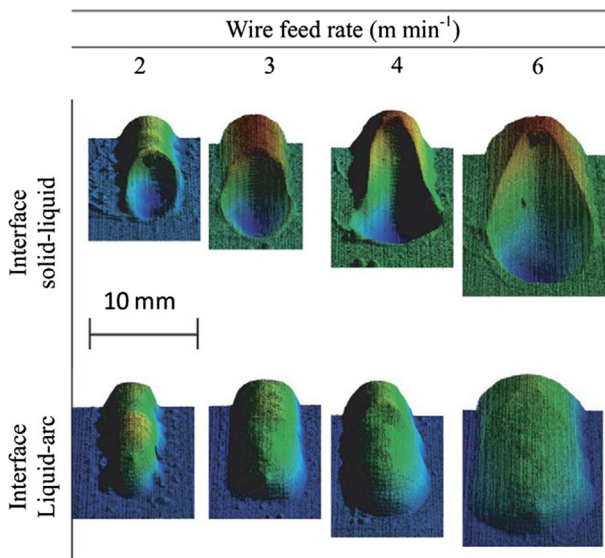 Wire feed rate (m min⁻¹)
2 3 4 6
Interface
solid-liquid
10 mm
Interface
Liquid-arc